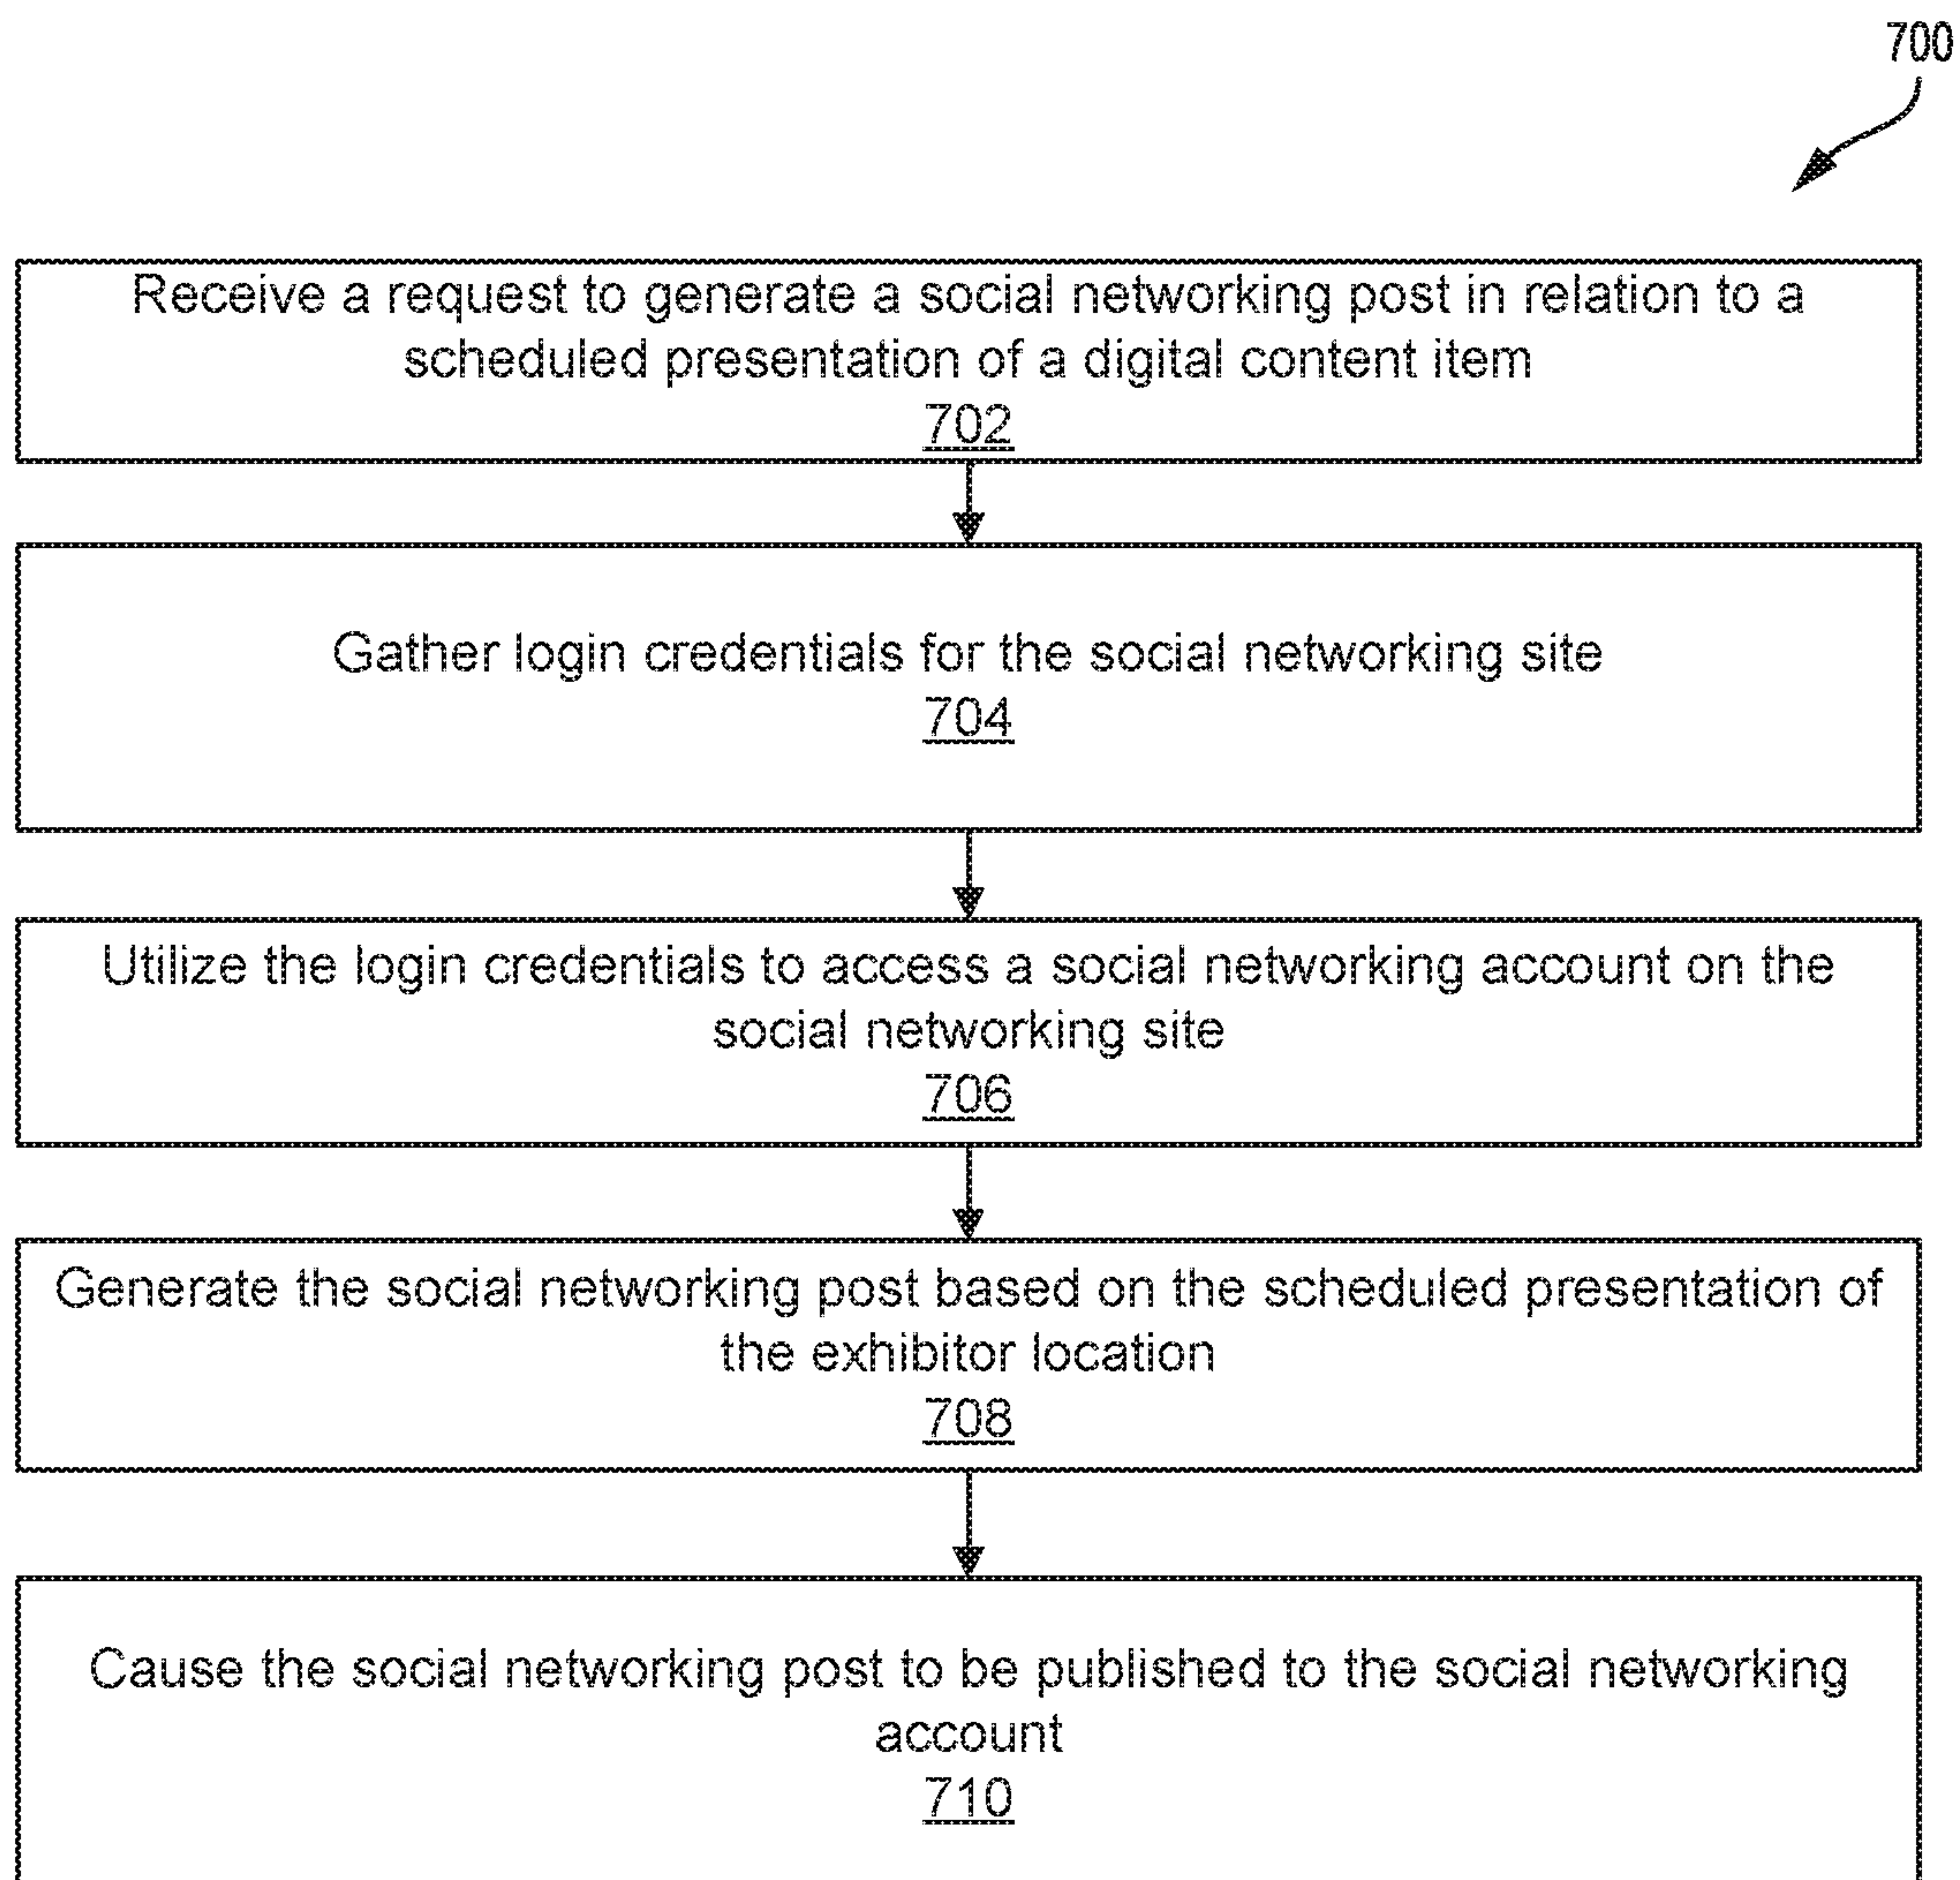 700
Receive a request to generate a social networking post in relation to a
scheduled presentation of a digital content item
702
Gather login credentials for the social networking site
704
Utilize the login credentials to access a social networking account on the
social networking site
706
Generate the social networking post based on the scheduled presentation of
the exhibitor location
708
Cause the social networking post to be published to the social networking
account
710